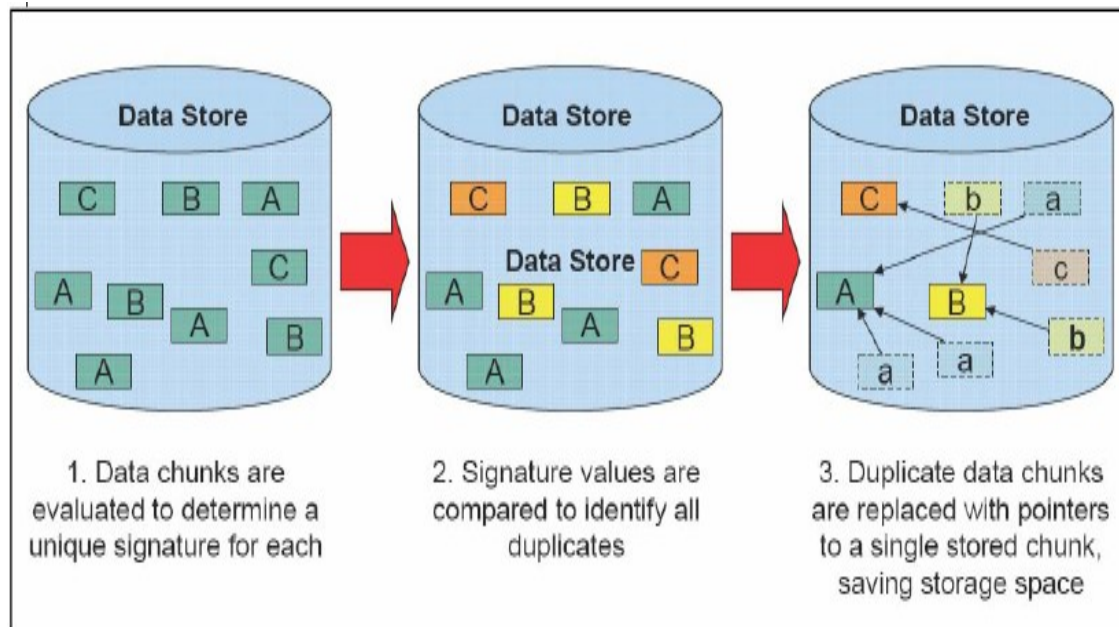 Data Store
C B A
C
A B A
B
A
1. Data chunks are
evaluated to determine a
unique signature for each
Data Store
C B A
Data Store C
A B A
B
A
2. Signature values are
compared to identify all
duplicates
Data Store
C b a
c
A B
b
a a
3. Duplicate data chunks
are replaced with pointers
to a single stored chunk,
saving storage space